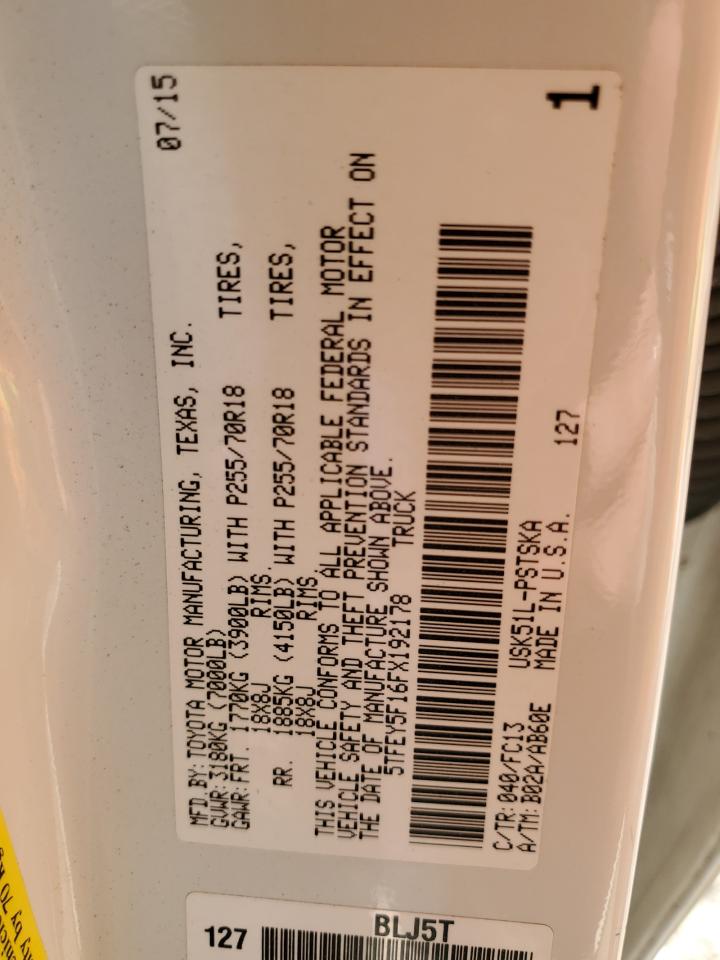 07/15
MFD.BY:TOYOTA MOTOR MANUFACTURING, TEXAS, INC.
GVWR:3180KG (7000LB)
GAWR:FRT. 1770KG (3900LB) WITH P255/70R18 TIRES,
18X8J RIMS.
RR. 1885KG (4150LB) WITH P255/70R18 TIRES,
18X8J RIMS.
THIS VEHICLE CONFORMS TO ALL APPLICABLE FEDERAL MOTOR
VEHICLE SAFETY AND THEFT PREVENTION STANDARDS IN EFFECT ON
THE DATE OF MANUFACTURE SHOWN ABOVE.
5TFEY5F16FX192178 TRUCK
C/TR:040/FC13 USK51L-PSTSKA 127
A/TM:B02A/AB60E MADE IN U.S.A.
1
127 BLJ5T
by 70 kg